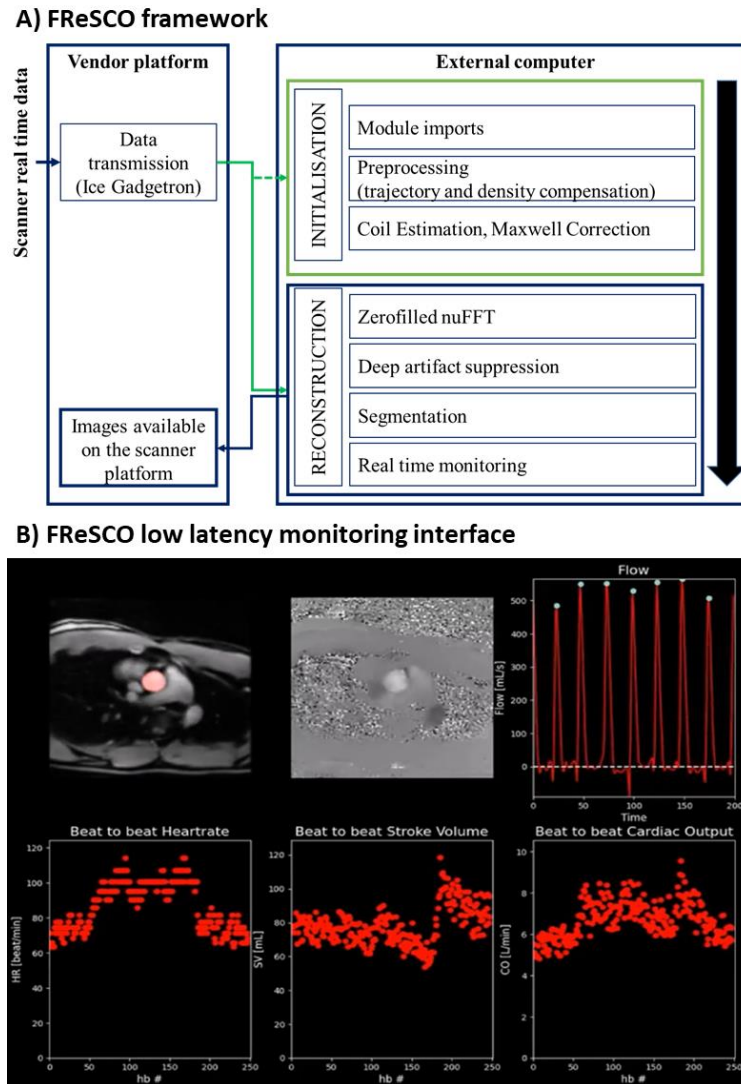 A) FReSCO framework
Scanner real time data
Vendor platform
Data
transmission
(Ice Gadgetron)
Images available
on the scanner
platform
External computer
INITIALISATION
Module imports
Preprocessing
(trajectory and density compensation)
Coil Estimation, Maxwell Correction
RECONSTRUCTION
Zerofilled nuFFT
Deep artifact suppression
Segmentation
Real time monitoring
B) FReSCO low latency monitoring interface
Flow
Flow [mL/s]
500
400
300
200
100
0
0 50 100 150 200
Time
Beat to beat Heartrate
HR [beat/min]
120
100
80
60
40
20
0
0 50 100 150 200 250
hb #
Beat to beat Stroke Volume
SV [mL]
120
100
80
60
40
20
0
0 50 100 150 200 250
hb #
Beat to beat Cardiac Output
CO [L/min]
10
8
6
4
2
0
0 50 100 150 200 250
hb #